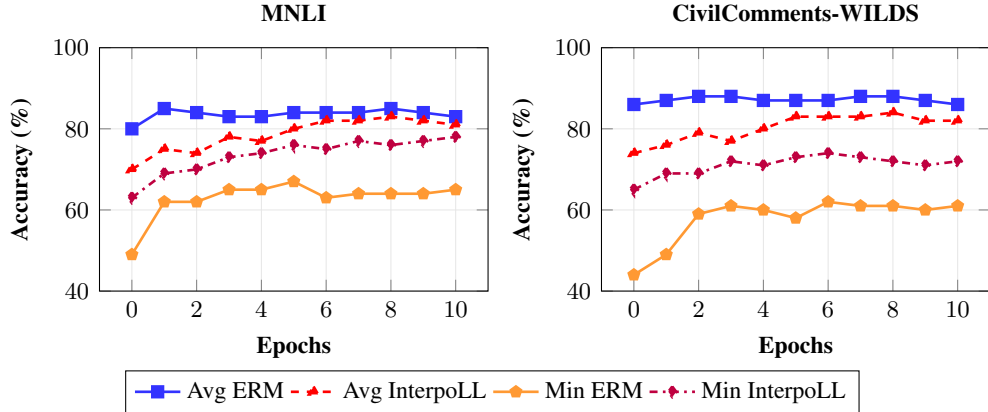 MNLI
CivilComments-WILDS
100
80
60
40
Accuracy (%)
0 2 4 6 8 10
Epochs
100
80
60
40
Accuracy (%)
0 2 4 6 8 10
Epochs
Avg ERM Avg InterpoLL Min ERM Min InterpoLL